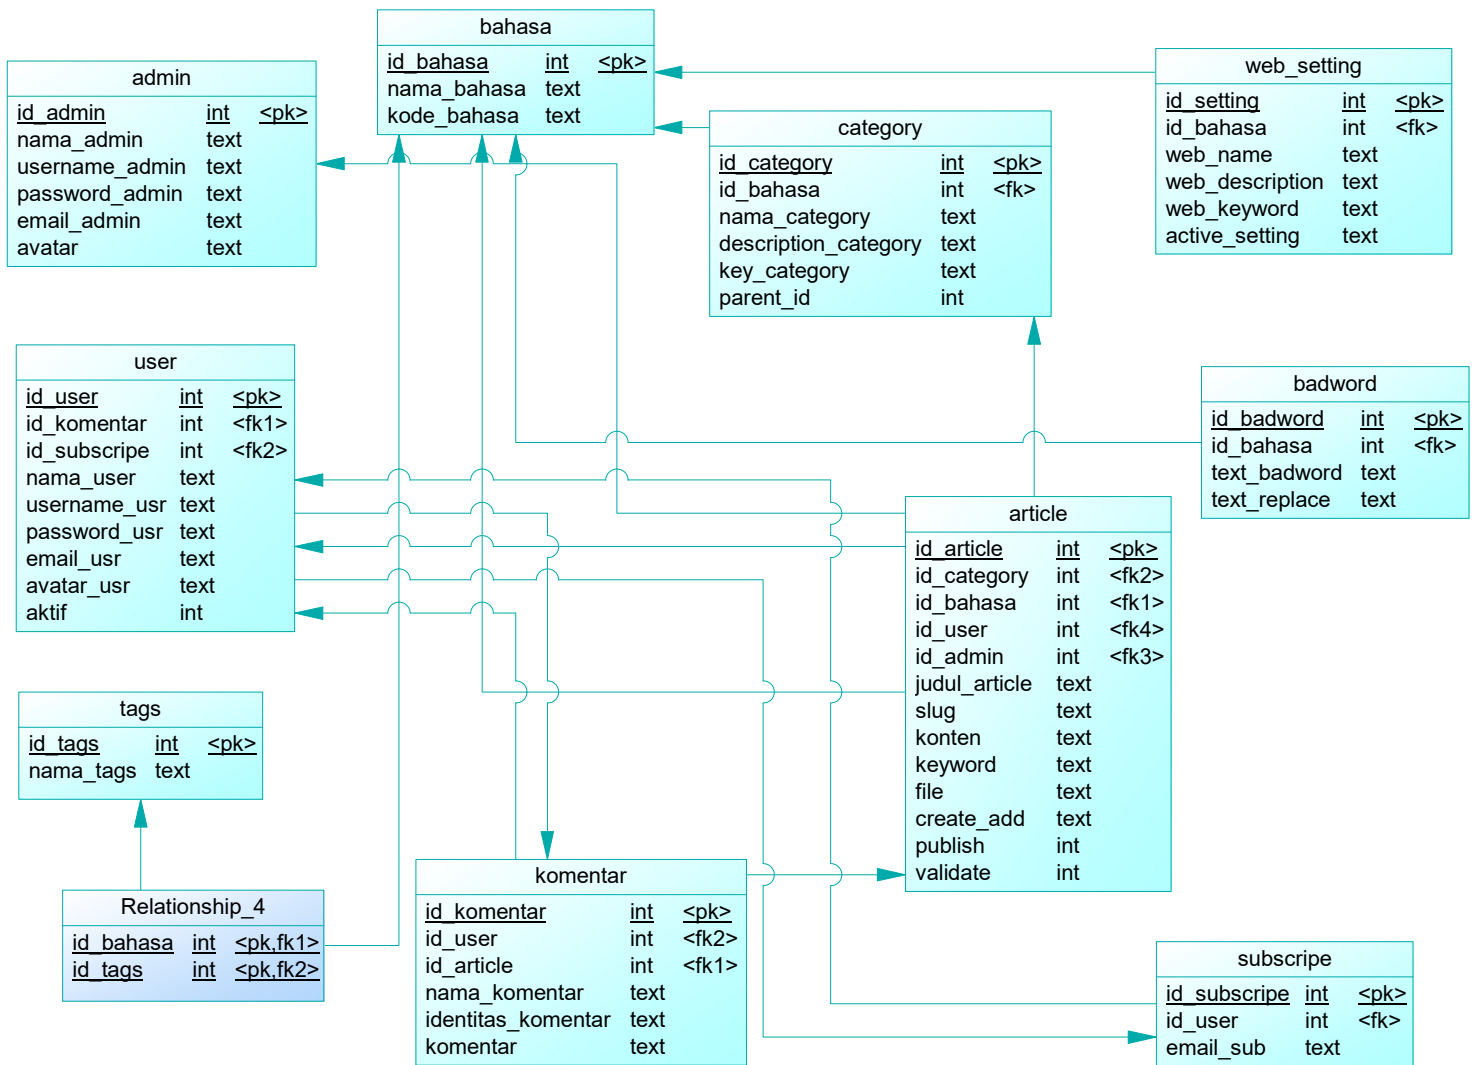 bahasa
id_bahasa int <pk>
nama_bahasa text
kode_bahasa text
admin
id_admin int <pk>
nama_admin text
username_admin text
password_admin text
email_admin text
avatar text
web_setting
id_setting int <pk>
id_bahasa int <fk>
web_name text
web_description text
web_keyword text
active_setting text
category
id_category int <pk>
id_bahasa int <fk>
nama_category text
description_category text
key_category text
parent_id int
user
id_user int <pk>
id_komentar int <fk1>
id_subscripe int <fk2>
nama_user text
username_usr text
password_usr text
email_usr text
avatar_usr text
aktif int
badword
id_badword int <pk>
id_bahasa int <fk>
text_badword text
text_replace text
article
id_article int <pk>
id_category int <fk2>
id_bahasa int <fk1>
id_user int <fk4>
id_admin int <fk3>
judul_article text
slug text
konten text
keyword text
file text
create_add text
publish int
validate int
tags
id_tags int <pk>
nama_tags text
Relationship_4
id_bahasa int <pk,fk1>
id_tags int <pk,fk2>
komentar
id_komentar int <pk>
id_user int <fk2>
id_article int <fk1>
nama_komentar text
identitas_komentar text
komentar text
subscripe
id_subscripe int <pk>
id_user int <fk>
email_sub text